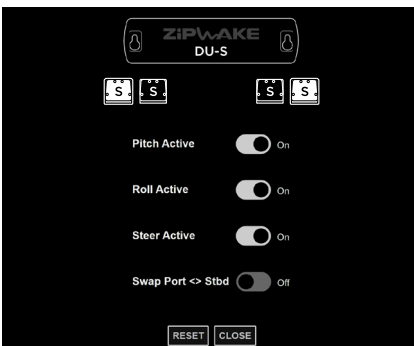 ZIPWAKE
DU-S
S S S S
Pitch Active On
Roll Active On
Steer Active On
Swap Port <> Stbd Off
RESET CLOSE